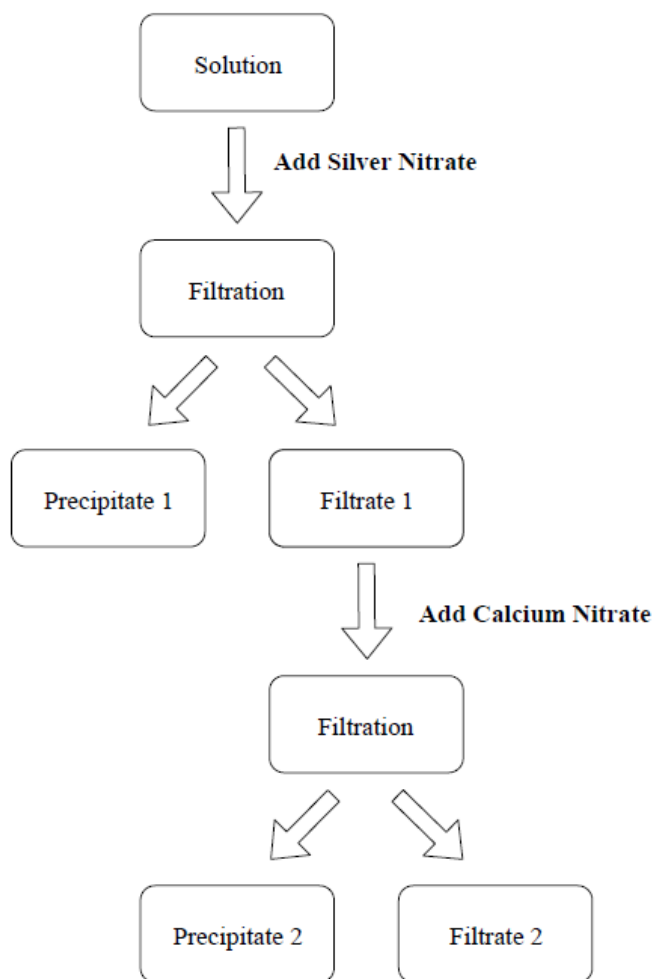 Solution
Add Silver Nitrate
Filtration
Precipitate 1
Filtrate 1
Add Calcium Nitrate
Filtration
Precipitate 2
Filtrate 2